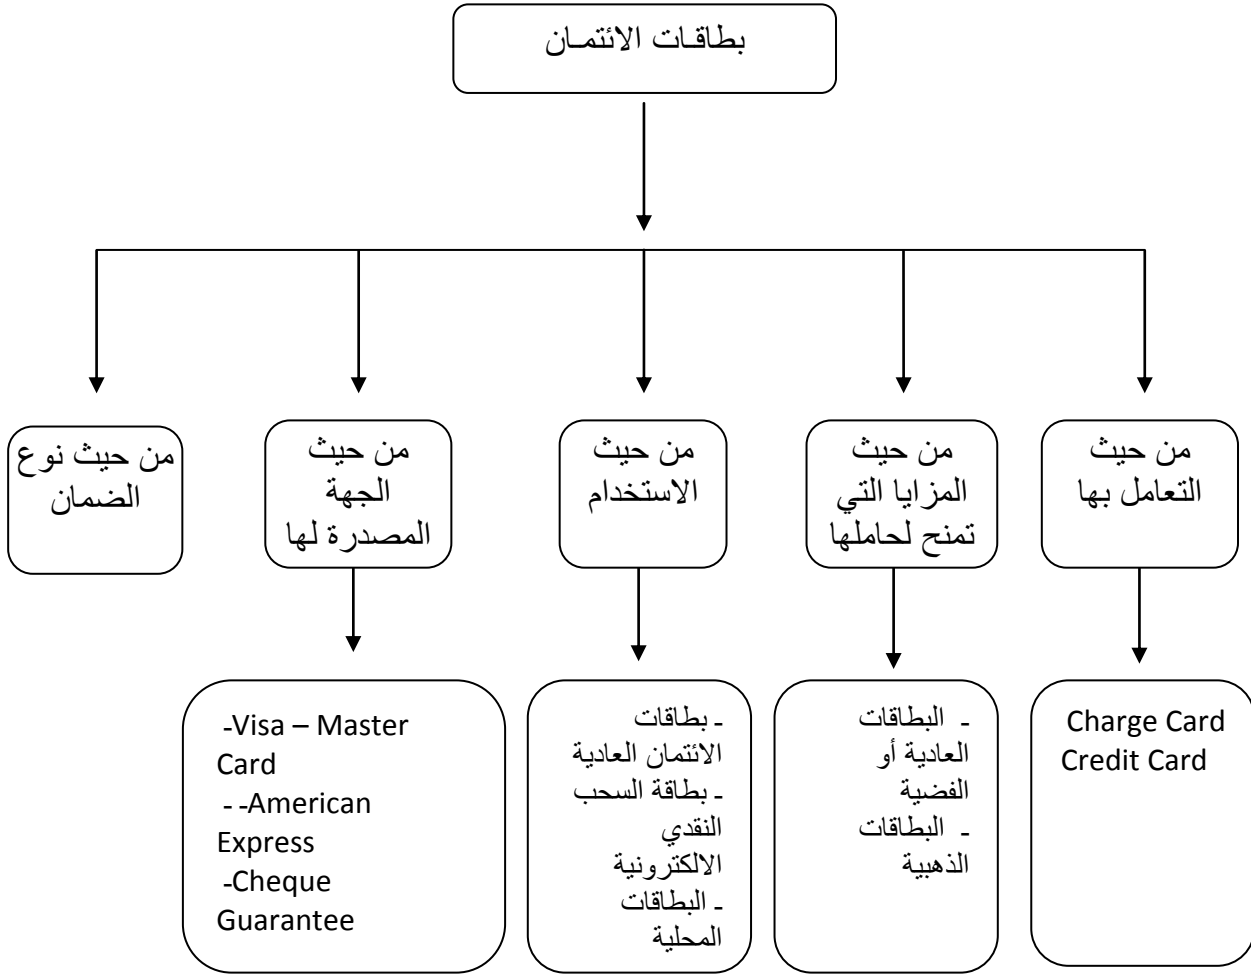 بطاقـات الائتمـان
من حيث
التعامل بها
من حيث
المزايا التي
تمنح لحاملها
من حيث
الاستخدام
من حيث
الجهة
المصدرة لها
من حيث نوع
الضمان
Charge Card
Credit Card
- البطاقات
العادية أو
الفضية
- البطاقات
الذهبية
- بطاقات
الائتمان العادية
- بطاقة السحب
النقدي
الالكترونية
- البطاقات
المحلية
-Visa – Master
Card
- -American
Express
-Cheque
Guarantee